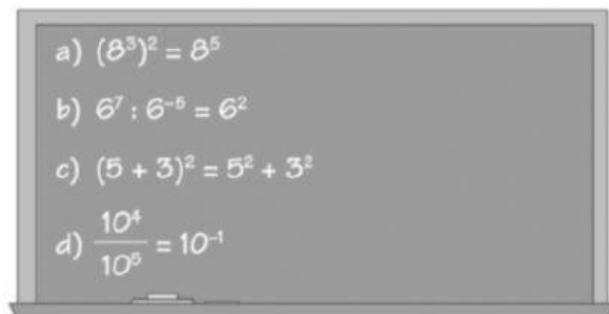 a) (8³)² = 8⁵
b) 6⁷ : 6⁻⁵ = 6²
c) (5 + 3)² = 5² + 3²
d) 10⁴/10⁵ = 10⁻¹